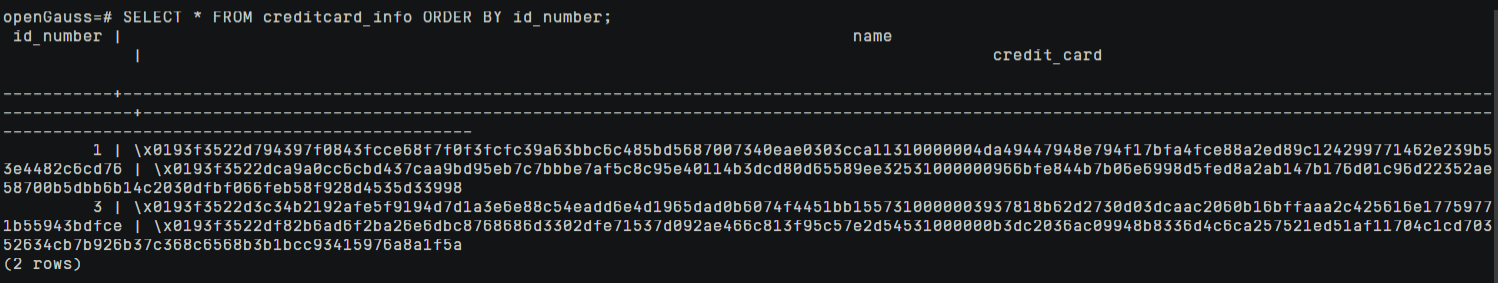 openGauss=# SELECT * FROM creditcard_info ORDER BY id_number;
id_number | name
| credit_card
-----------+-----------------------------------------------------------------------------------------------------------------------------------------
-------------+---------------------------------------------------------------------------------------------------------------------------------------
-----------------------------------------------
1 | \x0193f3522d794397f0843fcce68f7f0f3fcfc39a63bbc6c485bd5687007340eae0303cca11310000004da49447948e794f17bfa4fce88a2ed89c124299771462e239b5
3e4482c6cd76 | \x0193f3522dca9a0cc6cbd437caa9bd95eb7c7bbbe7af5c8c95e40114b3dcd80d65589ee32531000000966bfe844b7b06e6998d5fed8a2ab147b176d01c96d22352ae
58700b5dbb6b14c2030dfbf066feb58f928d4535d33998
3 | \x0193f3522d3c34b2192afe5f9194d7d1a3e6e88c54eadd6e4d1965dad0b6074f4451bb1557310000003937818b62d2730d03dcaac2060b16bffaaa2c425616e1775977
1b55943bdfce | \x0193f3522df82b6ad6f2ba26e6dbc8768686d3302dfe71537d092ae466c813f95c57e2d54531000000b3dc2036ac09948b8336d4c6ca257521ed51af11704c1cd703
52634cb7b926b37c368c6568b3b1bcc93415976a8a1f5a
(2 rows)